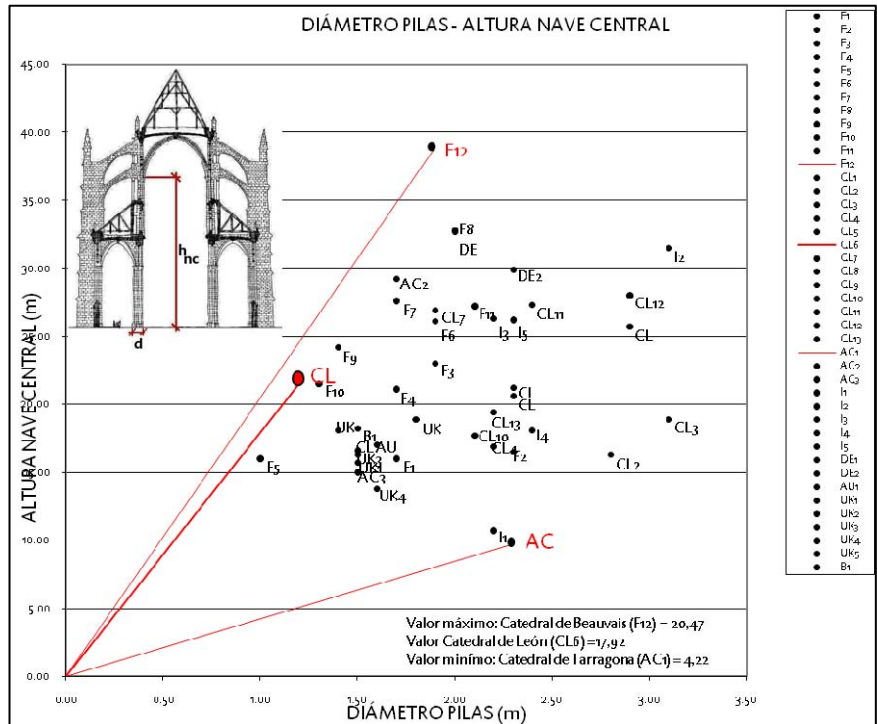 DIÁMETRO PILAS - ALTURA NAVE CENTRAL
ALTURA NAVE CENTRAL (m)
45.00
40.00
35.00
30.00
25.00
20.00
15.00
10.00
5.00
0.00
h nc
d
F12
F8
DE
I2
DE2
AC2
F7
CL7
F6
F11
I3
I5
CL11
CL12
CL
F9
CL
F10
F3
F4
CL
CL
UK
B1
UK
CL13
CL10
I4
CL3
CL
AU
UK3
F1
CL4
F2
CL2
F5
AC3
UK4
I1
AC
Valor máximo: Catedral de Beauvais (F12) = 20,47
Valor Catedral de León (CL6) =17,92
Valor mínimo: Catedral de Tarragona (AC1) = 4,22
0.00
0.50
1.00
1.50
2.00
2.50
3.00
3.50
DIÁMETRO PILAS (m)
F1
F2
F3
F4
F5
F6
F7
F8
F9
F10
F11
F12
CL1
CL2
CL3
CL4
CL5
CL6
CL7
CL8
CL9
CL10
CL11
CL12
CL13
AC1
AC2
AC3
I1
I2
I3
I4
I5
DE1
DE2
AU1
UK1
UK2
UK3
UK4
UK5
B1